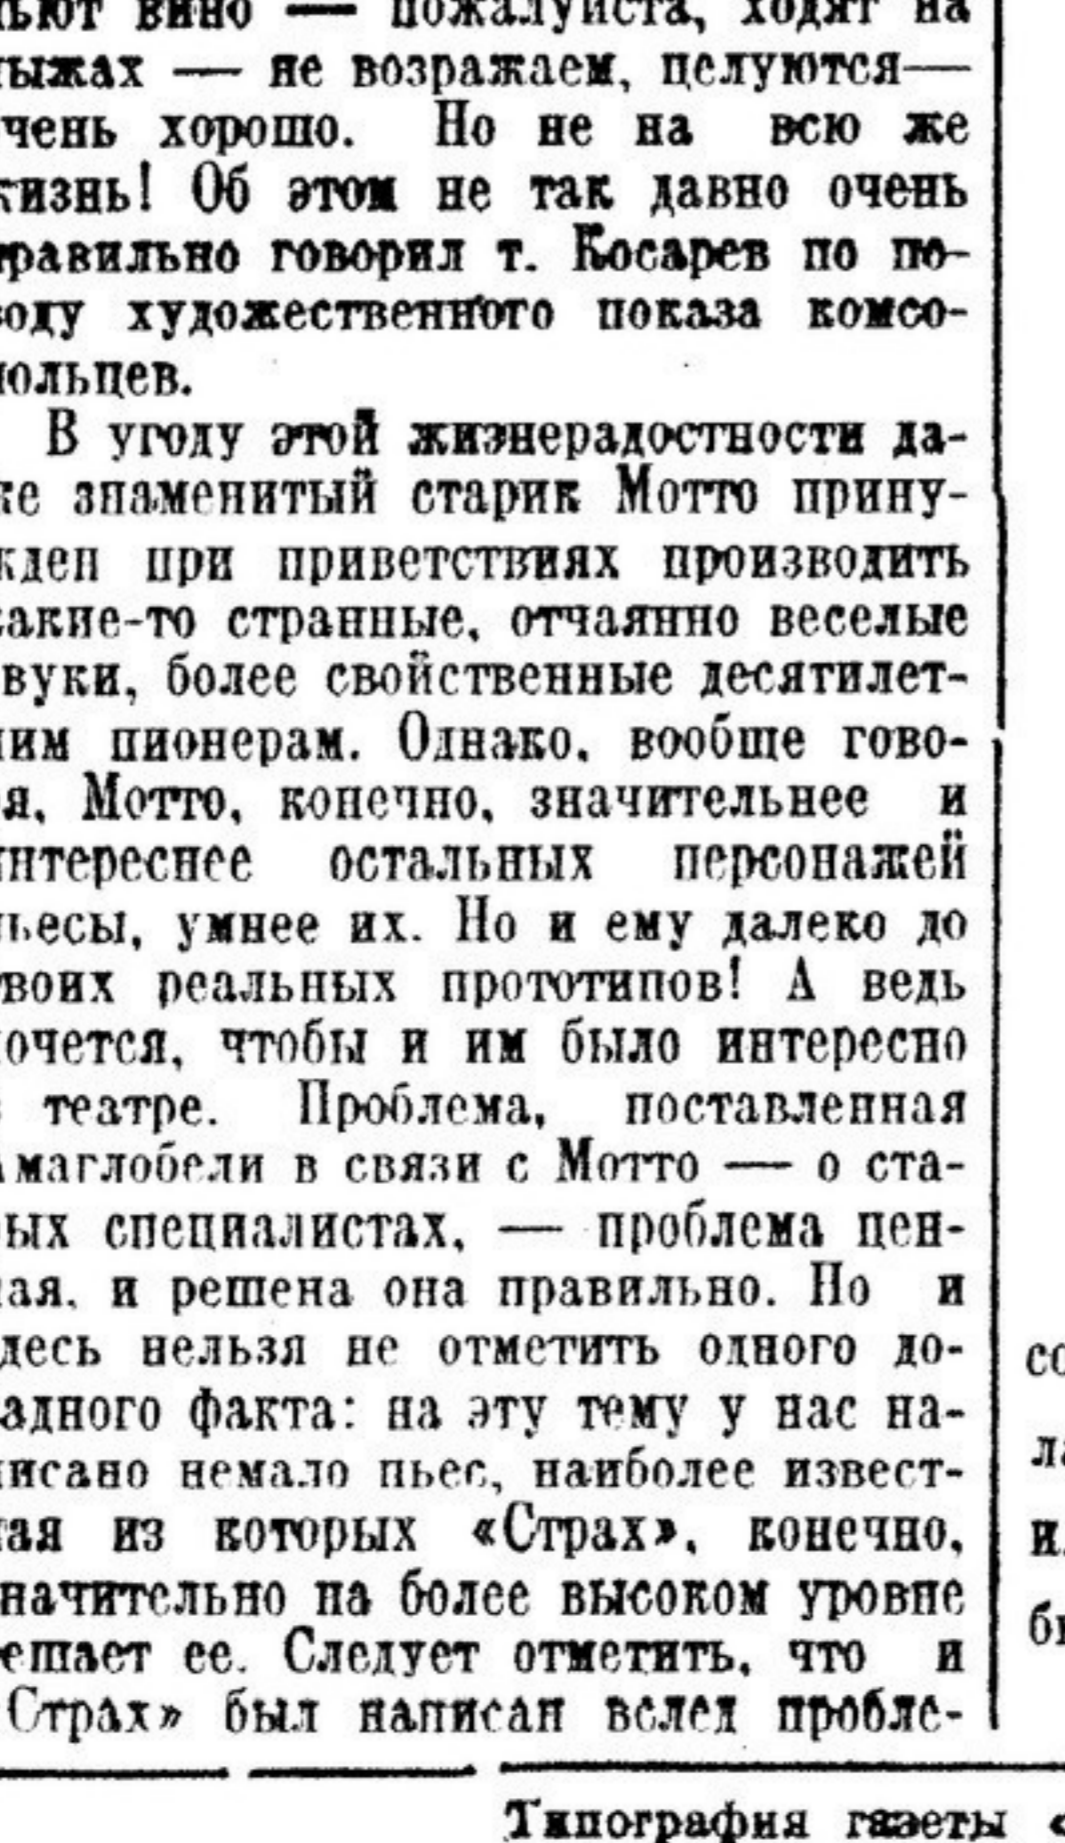 пьют вино — пожалуйста, ходят на
лыжах — не возражаем, целуются—
чень хорошо. Но не на всю же
жизнь! Об этом не так давно очень
правильно говорил т. Косарев по по-
воду художественного показа комсо-
мольцев.
В угоду этой жизнерадостности да-
же знаменитый старик Мотто прину-
жден при приветствиях производить
какие-то странные, отчаянно веселые
звуки, более свойственные десятилет-
ним пионерам. Однако, вообще гово-
ря, Мотто, конечно, значительнее и
интереснее остальных персонажей
пьесы, умнее их. Но и ему далеко до
своих реальных прототипов! А ведь
хочется, чтобы и им было интересно
в театре. Проблема, поставленная
Амаглобели в связи с Мотто — о ста-
рых специалистах, — проблема цен-
ная, и решена она правильно. Но и
здесь нельзя не отметить одного до-
садного факта: на эту тему у нас на-
писано немало пьес, наиболее извест-
ная из которых «Страх», конечно,
значительно на более высоком уровне
решает ее. Следует отметить, что и
Страх» был написан вслед пробле-
со
ла
и
бы
Типография газеты «